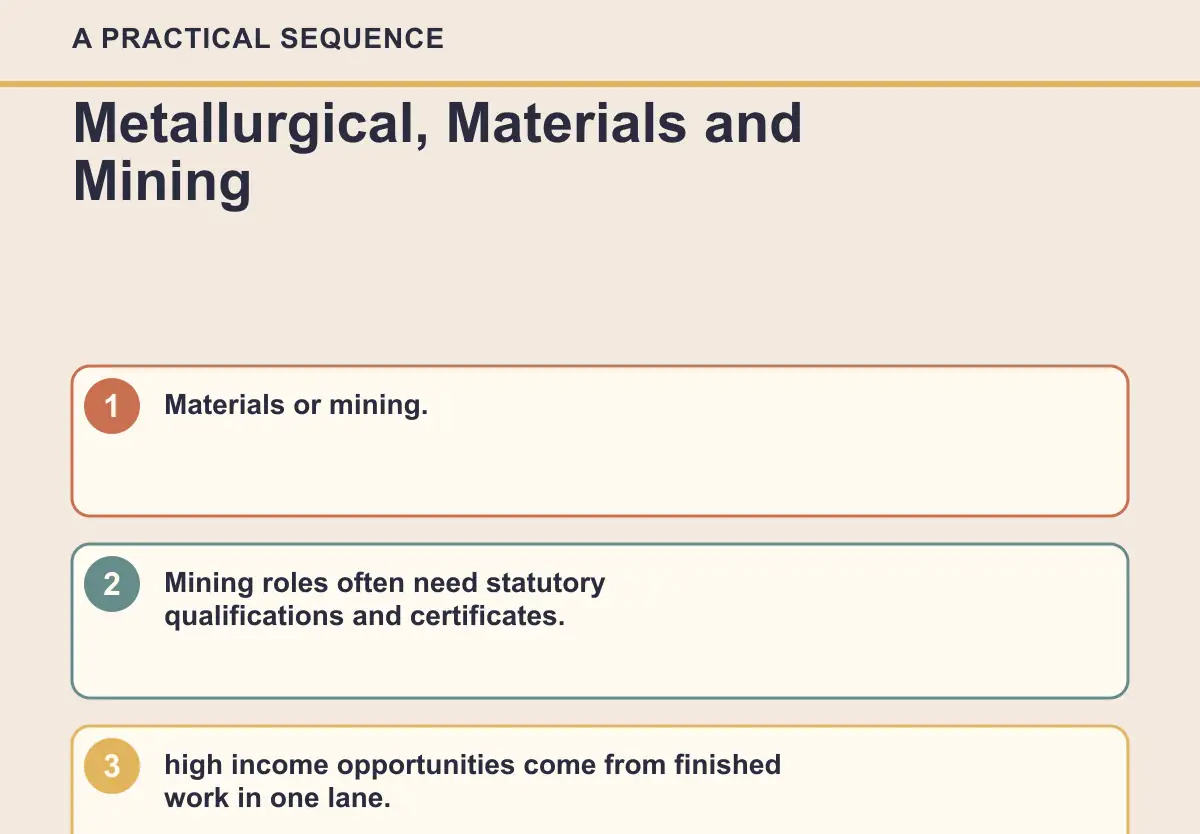 A PRACTICAL SEQUENCE
Metallurgical, Materials and
Mining
1
Materials or mining.
2
Mining roles often need statutory
qualifications and certificates.
3
high income opportunities come from finished
work in one lane.